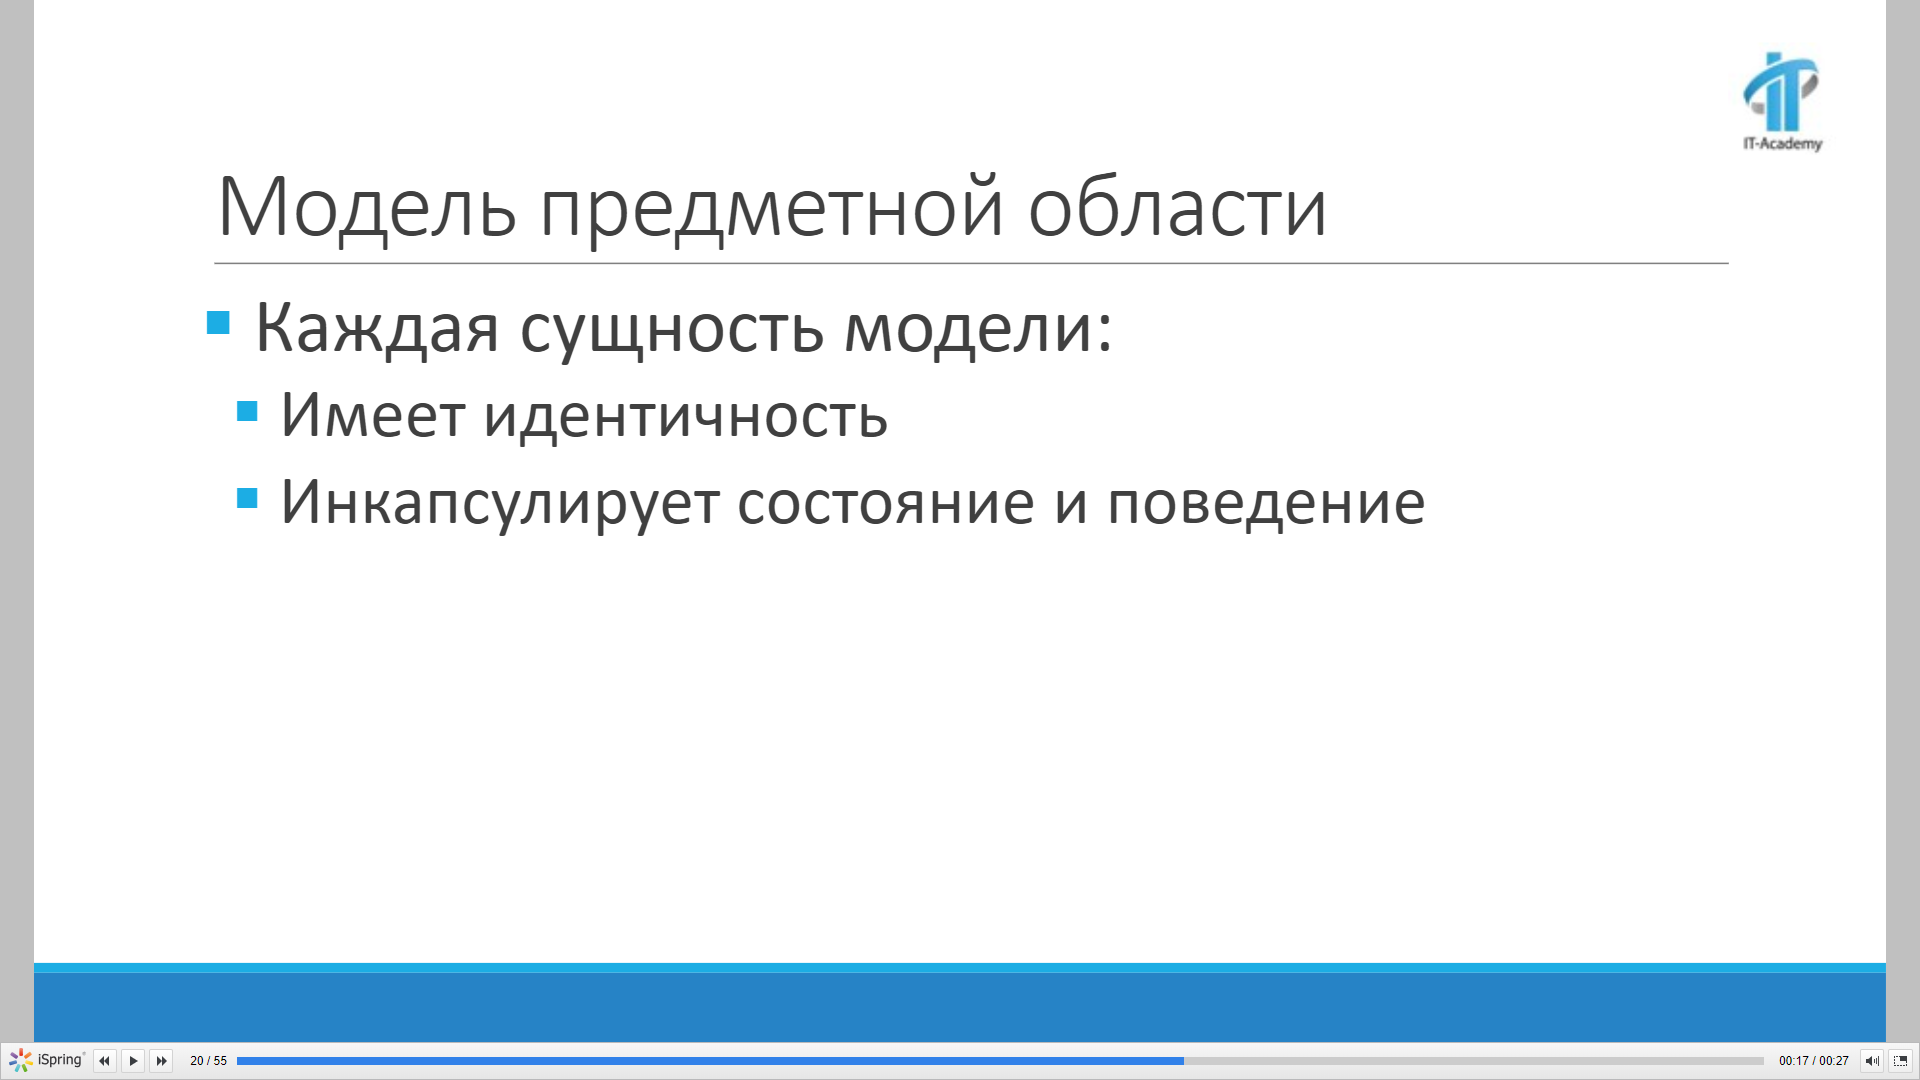 IT-Academy
Модель предметной области
Каждая сущность модели:
Имеет идентичность
Инкапсулирует состояние и поведение
iSpring 20 / 55 00:17 / 00:27